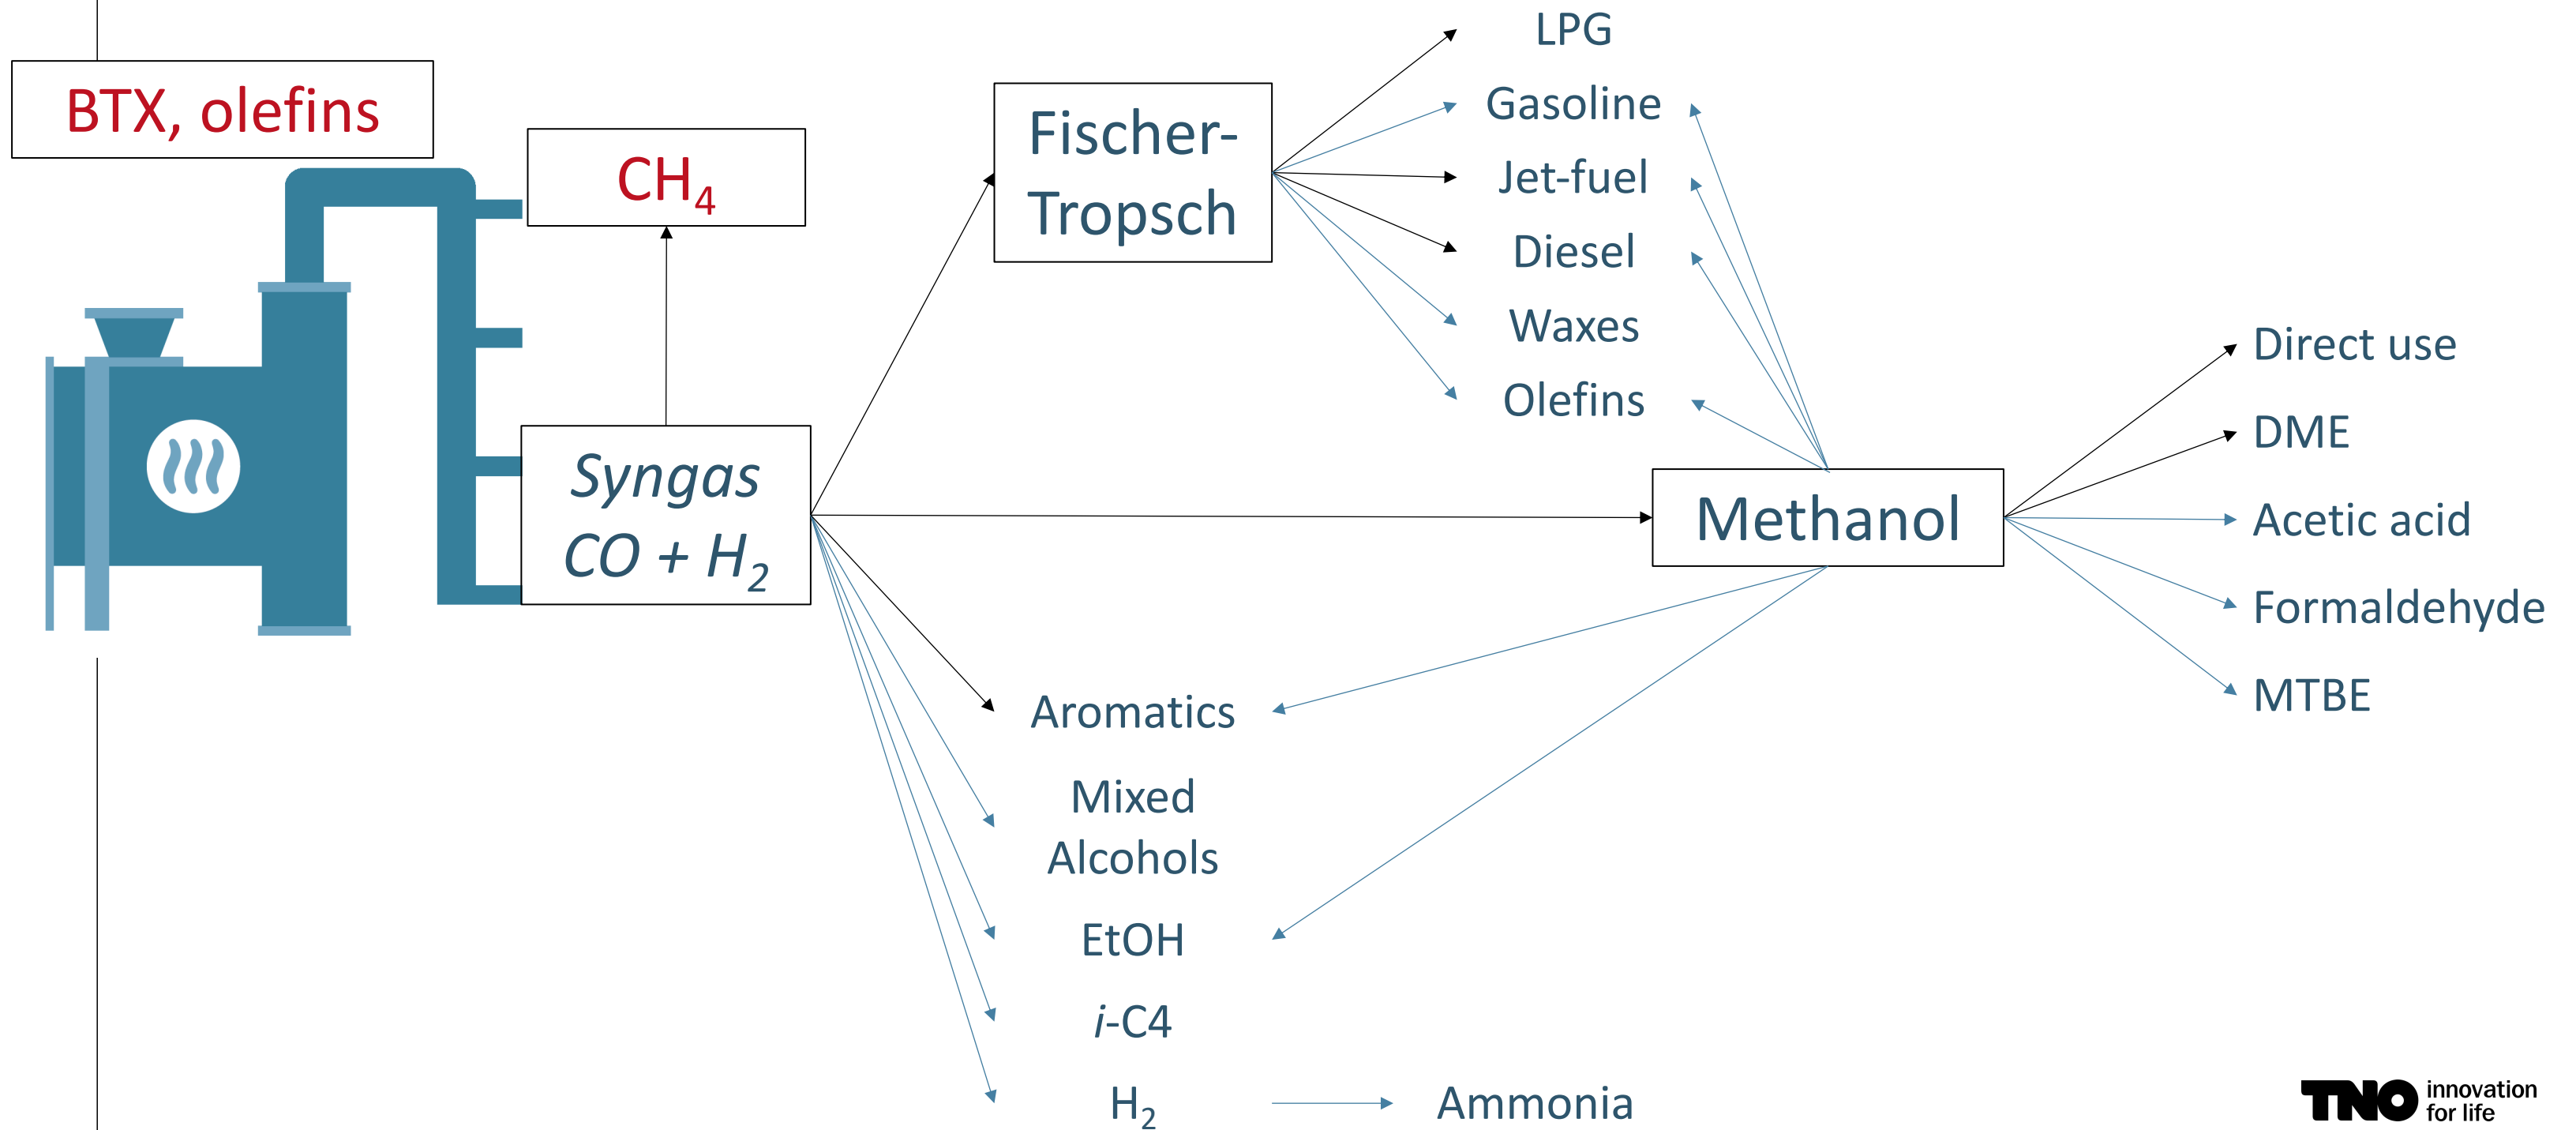 BTX, olefins
CH₄
Syngas
CO + H₂
Fischer-
Tropsch
LPG
Gasoline
Jet-fuel
Diesel
Waxes
Olefins
Methanol
Direct use
DME
Acetic acid
Formaldehyde
MTBE
Aromatics
Mixed
Alcohols
EtOH
i-C4
H₂
Ammonia
TNO innovation
for life